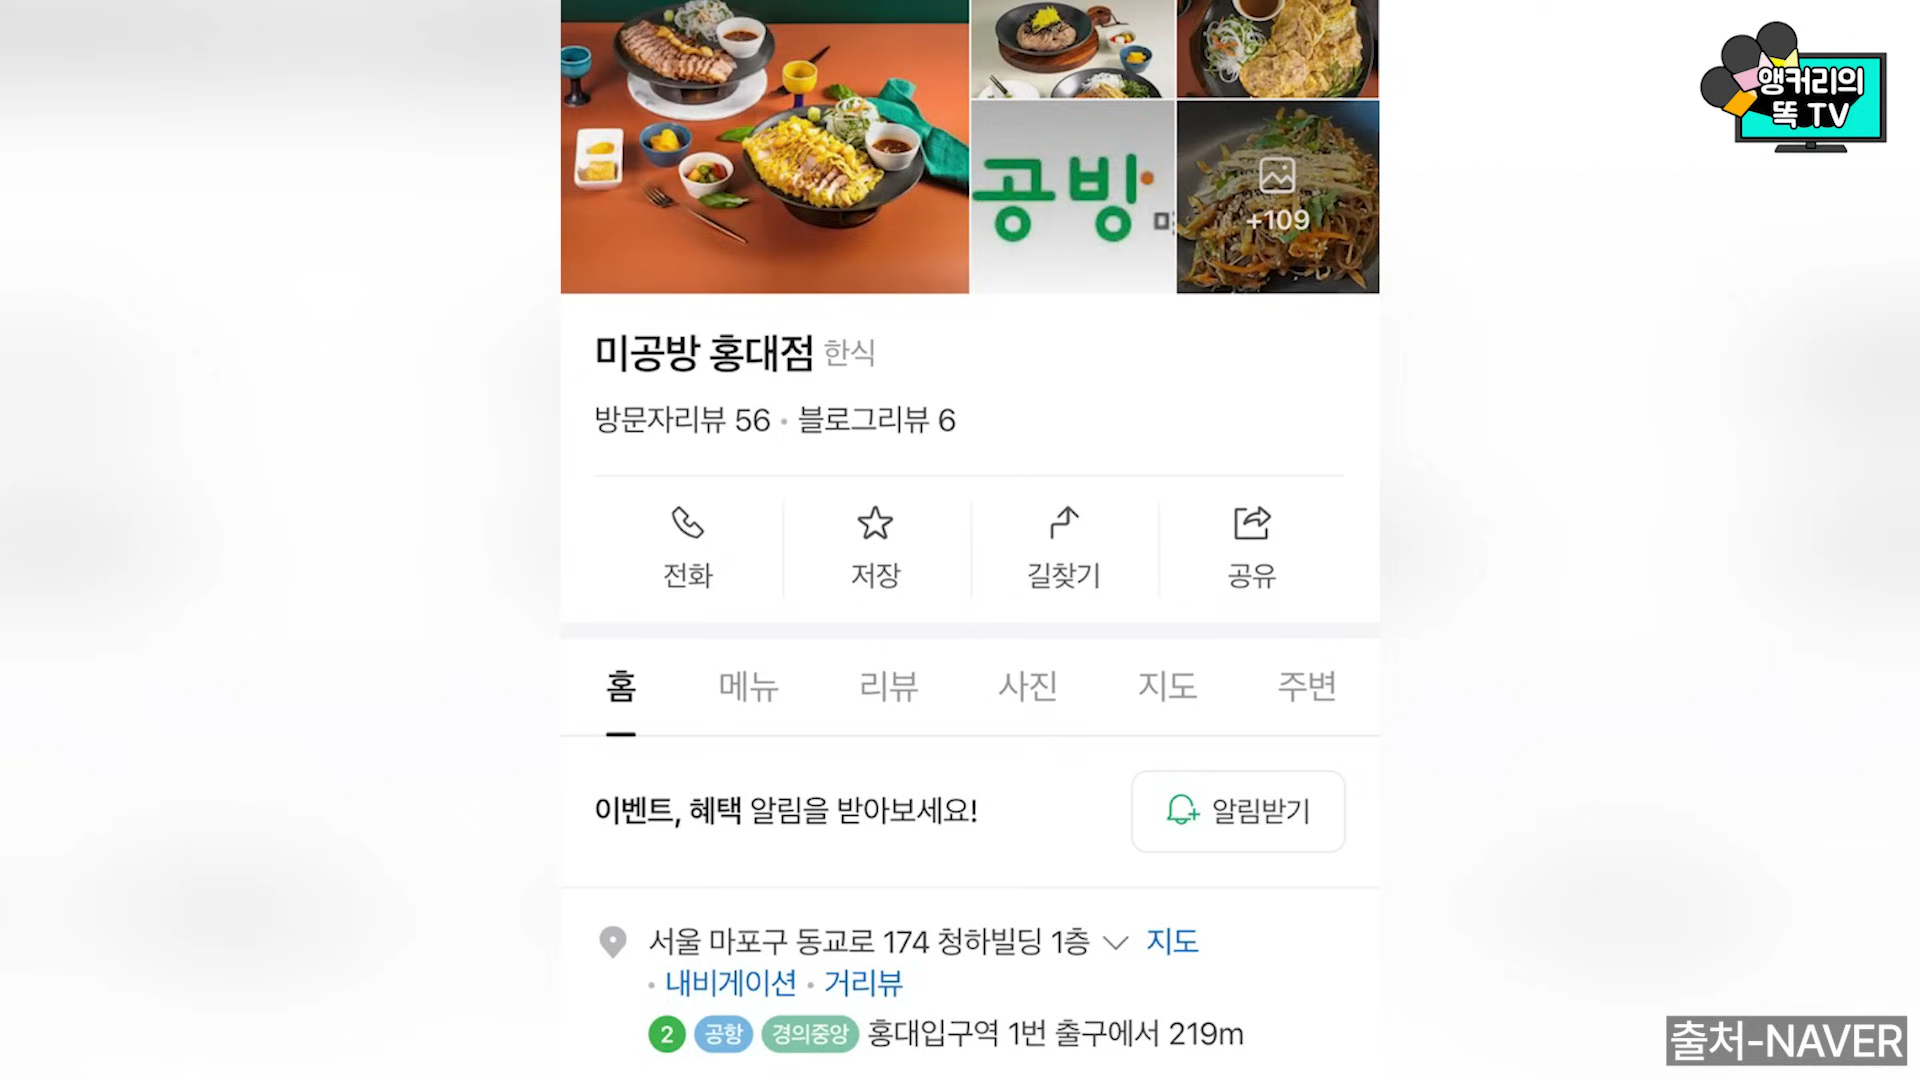 앵커리의
똑 TV
공방
+109
미공방 홍대점 한식
방문자리뷰 56 · 블로그리뷰 6
전화 저장 길찾기 공유
홈 메뉴 리뷰 사진 지도 주변
이벤트, 혜택 알림을 받아보세요! 알림받기
서울 마포구 동교로 174 청하빌딩 1층 지도
· 내비게이션 · 거리뷰
2 공항 경의중앙 홍대입구역 1번 출구에서 219m
출처-NAVER